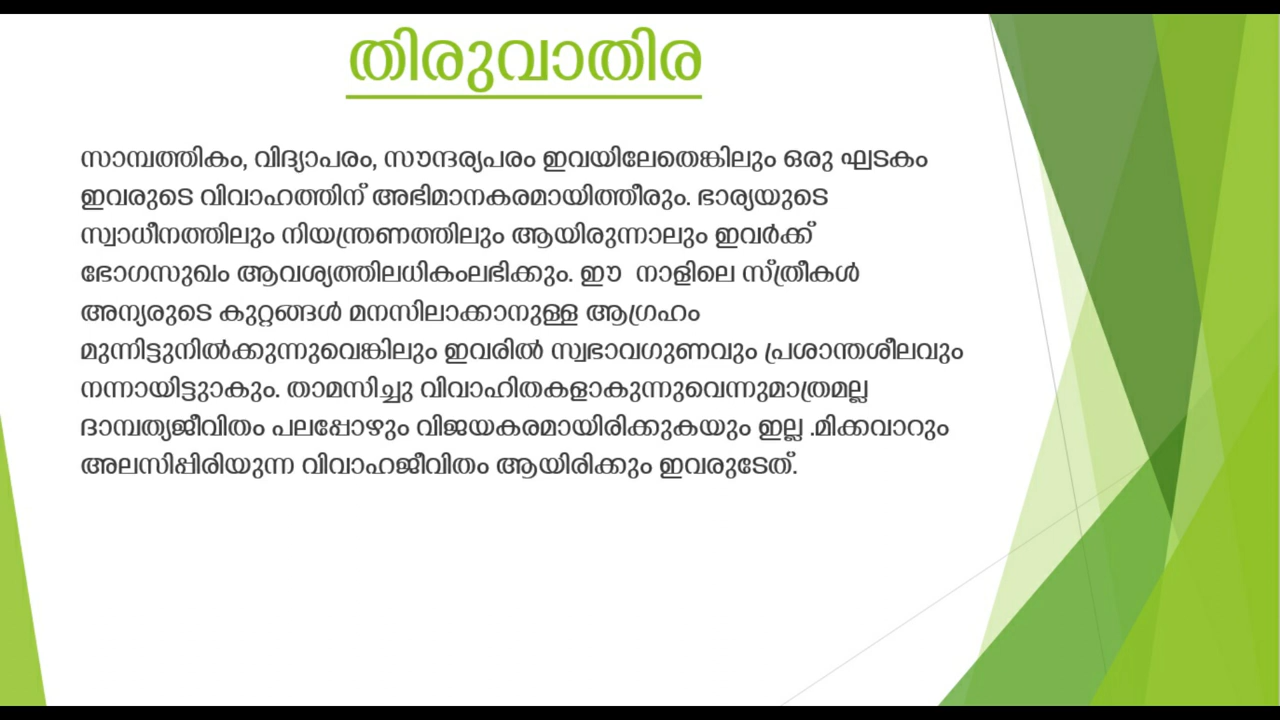 തിരുവാതിര
സാമ്പത്തികം, വിദ്യാപരം, സൗന്ദര്യപരം ഇവയിലേതെങ്കിലും ഒരു ഘടകം
ഇവരുടെ വിവാഹത്തിന് അഭിമാനകരമായിത്തീരും. ഭാര്യയുടെ
സ്വാധീനത്തിലും നിയന്ത്രണത്തിലും ആയിരുന്നാലും ഇവർക്ക്
ഭോഗസുഖം ആവശ്യത്തിലധികംലഭിക്കും. ഈ  നാളിലെ സ്ത്രീകൾ
അന്യരുടെ കുറ്റങ്ങൾ മനസിലാക്കാനുള്ള ആഗ്രഹം
മുന്നിട്ടുനിൽക്കുന്നുവെങ്കിലും ഇവരിൽ സ്വഭാവഗുണവും പ്രശാന്തശീലവും
നന്നായിട്ടുാകും. താമസിച്ചു വിവാഹിതകളാകുന്നുവെന്നുമാത്രമല്ല
ദാമ്പത്യജീവിതം പലപ്പോഴും വിജയകരമായിരിക്കുകയും ഇല്ല .മിക്കവാറും
അലസിപ്പിരിയുന്ന വിവാഹജീവിതം ആയിരിക്കും ഇവരുടേത്.